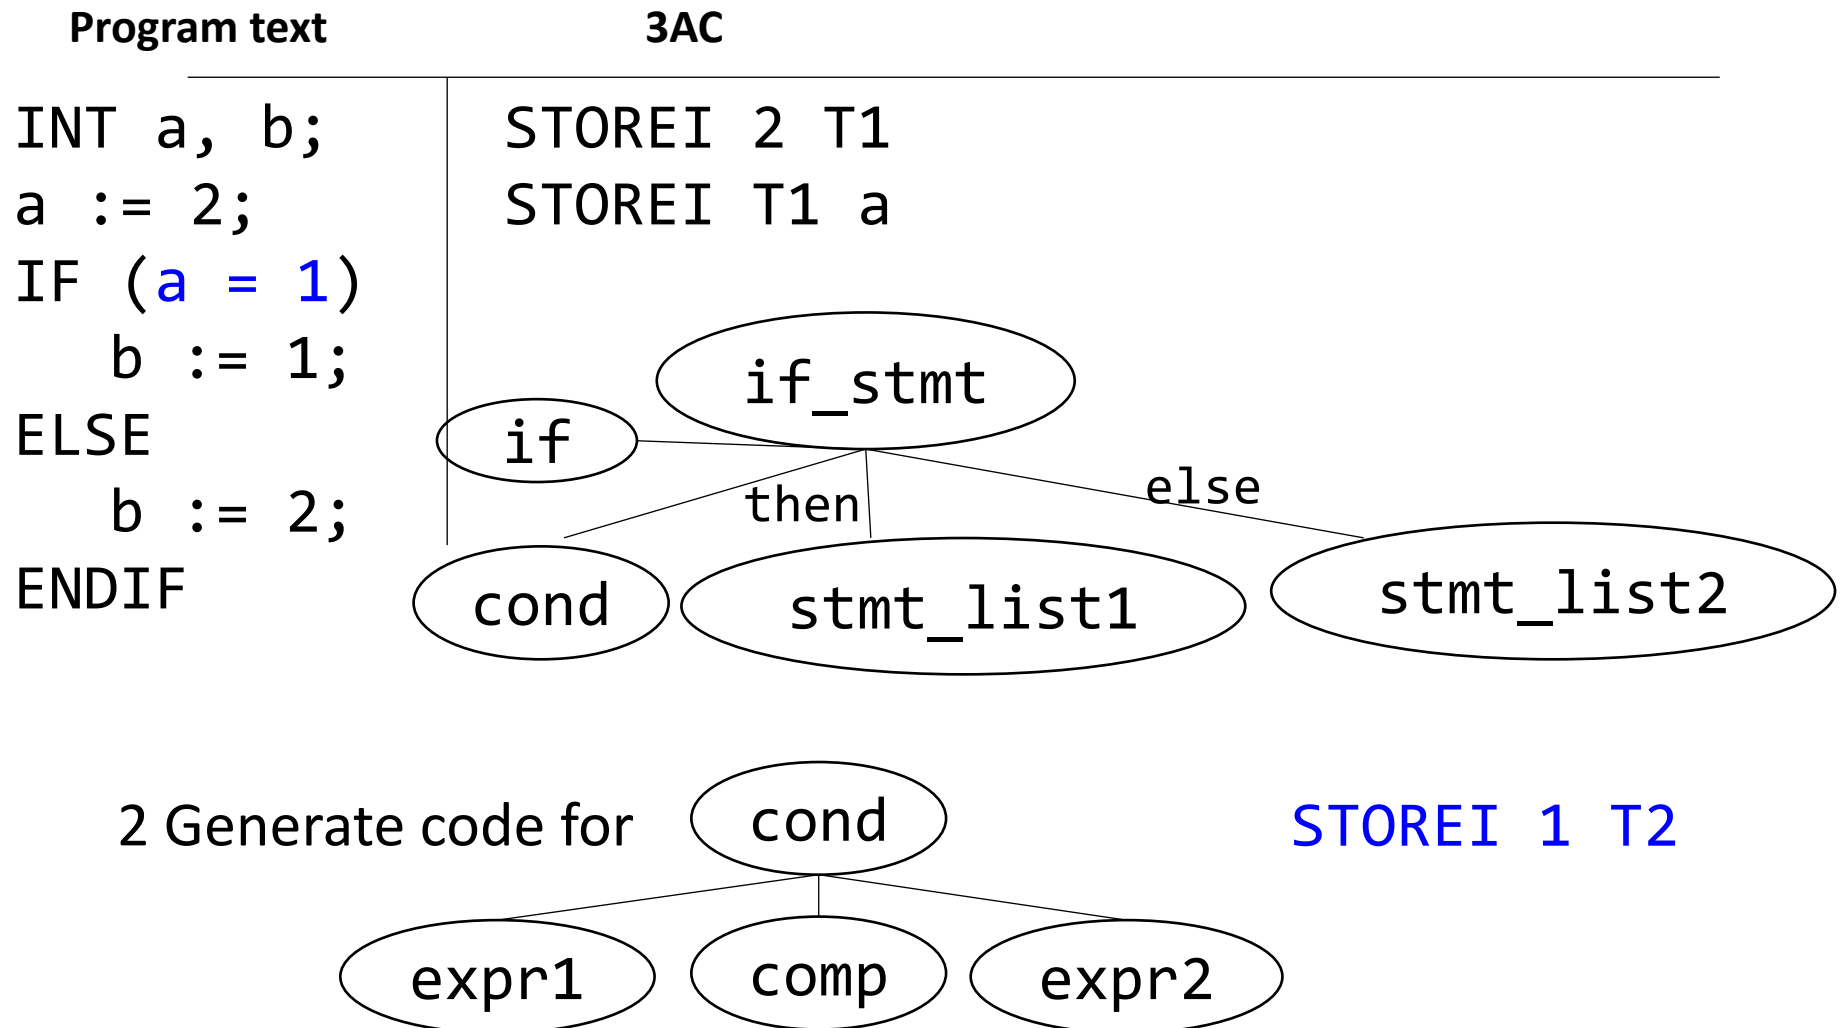 Program text 3AC
INT a, b; STOREI 2 T1
a := 2; STOREI T1 a
IF (a = 1)
b := 1;
if_stmt
ELSE
if
then
else
b := 2;
ENDIF
cond
stmt_list1
stmt_list2
2 Generate code for
cond
STOREI 1 T2
expr1
comp
expr2